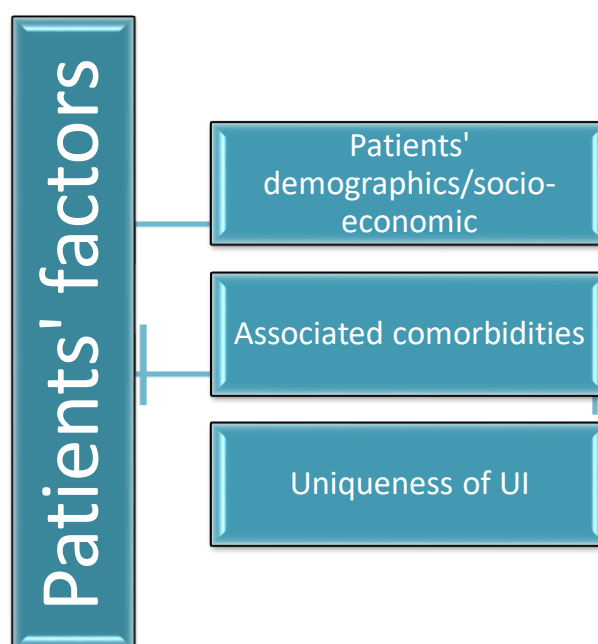 Patients' factors
Patients'
demographics/socio-
economic
Associated comorbidities
Uniqueness of UI